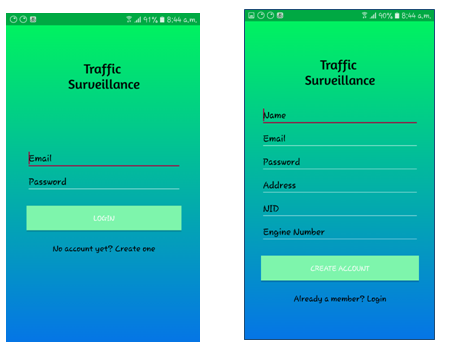 91% 8:44 a.m.
Traffic
Surveillance
Email
Password
LOGIN
No account yet? Create one
90% 8:44 a.m.
Traffic
Surveillance
Name
Email
Password
Address
NID
Engine Number
CREATE ACCOUNT
Already a member? Login